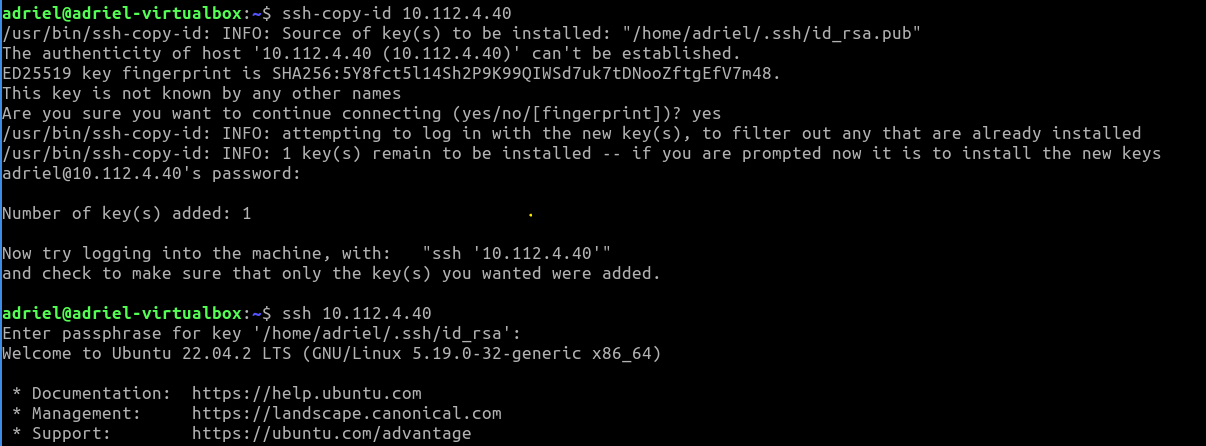 adriel@adriel-virtualbox:~$ ssh-copy-id 10.112.4.40
/usr/bin/ssh-copy-id: INFO: Source of key(s) to be installed: "/home/adriel/.ssh/id_rsa.pub"
The authenticity of host '10.112.4.40 (10.112.4.40)' can't be established.
ED25519 key fingerprint is SHA256:5Y8fct5l14Sh2P9K99QIWSd7uk7tDNooZftgEfV7m48.
This key is not known by any other names
Are you sure you want to continue connecting (yes/no/[fingerprint])? yes
/usr/bin/ssh-copy-id: INFO: attempting to log in with the new key(s), to filter out any that are already installed
/usr/bin/ssh-copy-id: INFO: 1 key(s) remain to be installed -- if you are prompted now it is to install the new keys
adriel@10.112.4.40's password:
Number of key(s) added: 1
Now try logging into the machine, with:   "ssh '10.112.4.40'"
and check to make sure that only the key(s) you wanted were added.
adriel@adriel-virtualbox:~$ ssh 10.112.4.40
Enter passphrase for key '/home/adriel/.ssh/id_rsa':
Welcome to Ubuntu 22.04.2 LTS (GNU/Linux 5.19.0-32-generic x86_64)
 * Documentation:  https://help.ubuntu.com
 * Management:     https://landscape.canonical.com
 * Support:        https://ubuntu.com/advantage